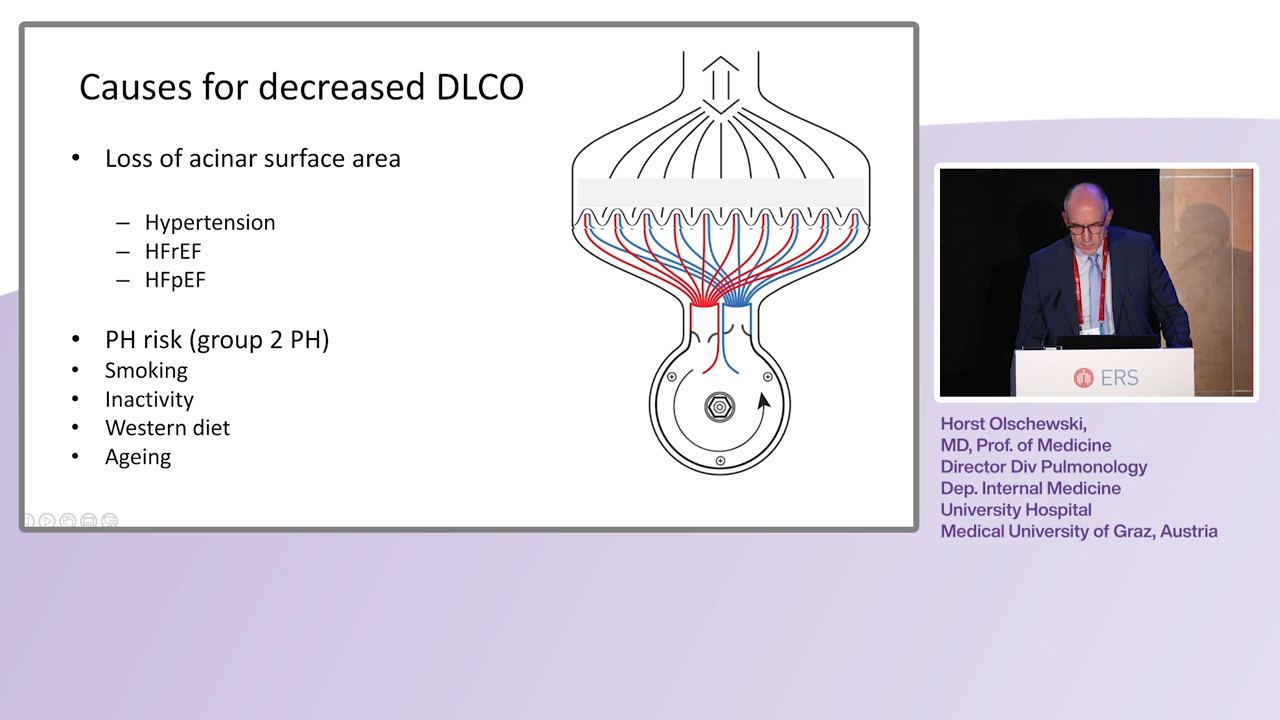 Causes for decreased DLCO
• Loss of acinar surface area
– Hypertension
– HFrEF
– HFpEF
• PH risk (group 2 PH)
• Smoking
• Inactivity
• Western diet
• Ageing
ERS
Horst Olschewski,
MD, Prof. of Medicine
Director Div Pulmonology
Dep. Internal Medicine
University Hospital
Medical University of Graz, Austria